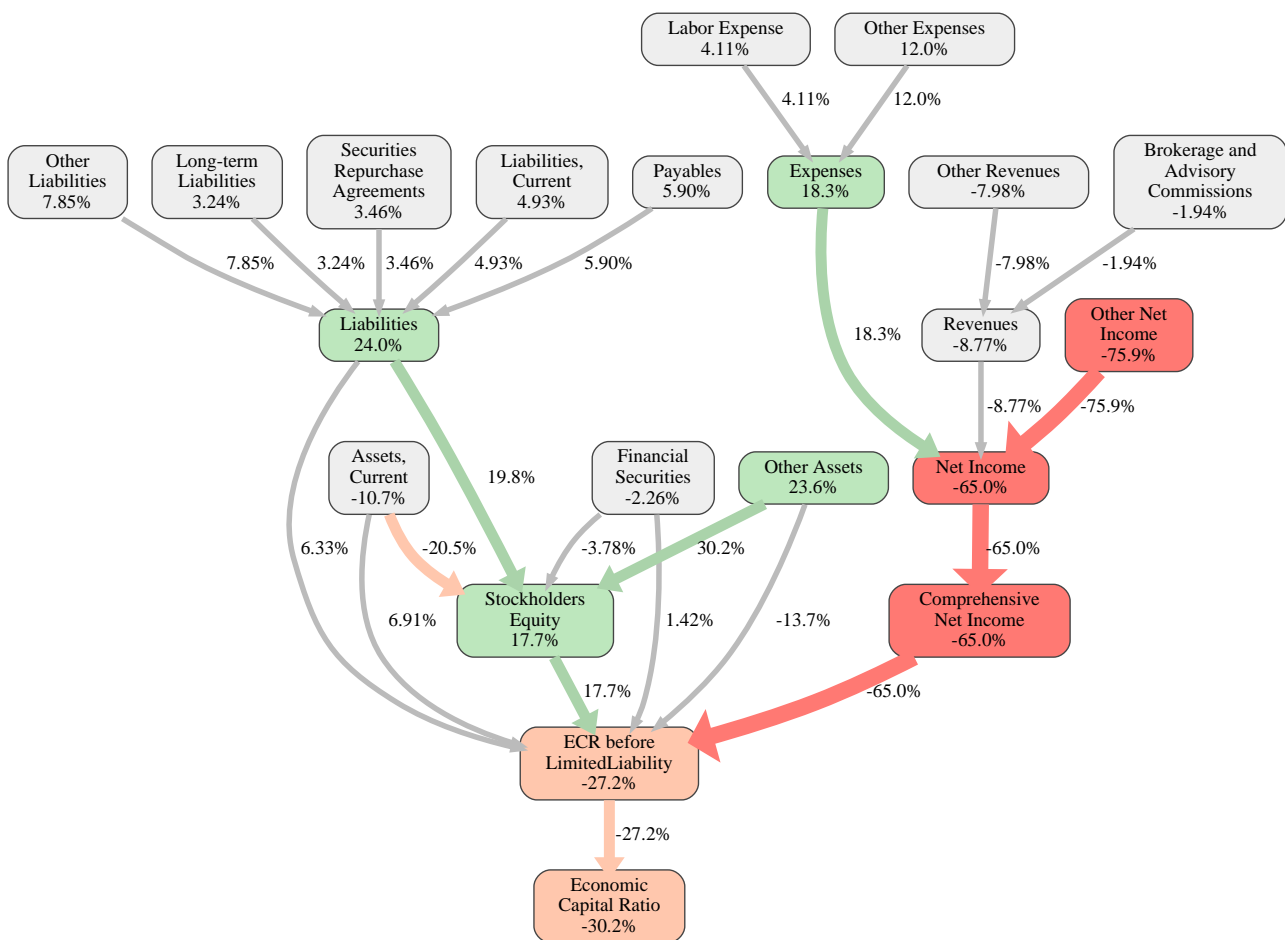 Labor Expense
4.11%
Other Expenses
12.0%
4.11%
12.0%
Other
Liabilities
7.85%
Long-term
Liabilities
3.24%
Securities
Repurchase
Agreements
3.46%
Liabilities,
Current
4.93%
Payables
5.90%
Expenses
18.3%
Other Revenues
-7.98%
Brokerage and
Advisory
Commissions
-1.94%
7.85%
3.24%
3.46%
4.93%
5.90%
-7.98%
-1.94%
Liabilities
24.0%
18.3%
Revenues
-8.77%
Other Net
Income
-75.9%
-8.77%
-75.9%
Assets,
Current
-10.7%
19.8%
Financial
Securities
-2.26%
Other Assets
23.6%
Net Income
-65.0%
6.33%
-20.5%
-3.78%
30.2%
-65.0%
Stockholders
Equity
17.7%
Comprehensive
Net Income
-65.0%
6.91%
1.42%
-13.7%
17.7%
-65.0%
ECR before
LimitedLiability
-27.2%
-27.2%
Economic
Capital Ratio
-30.2%